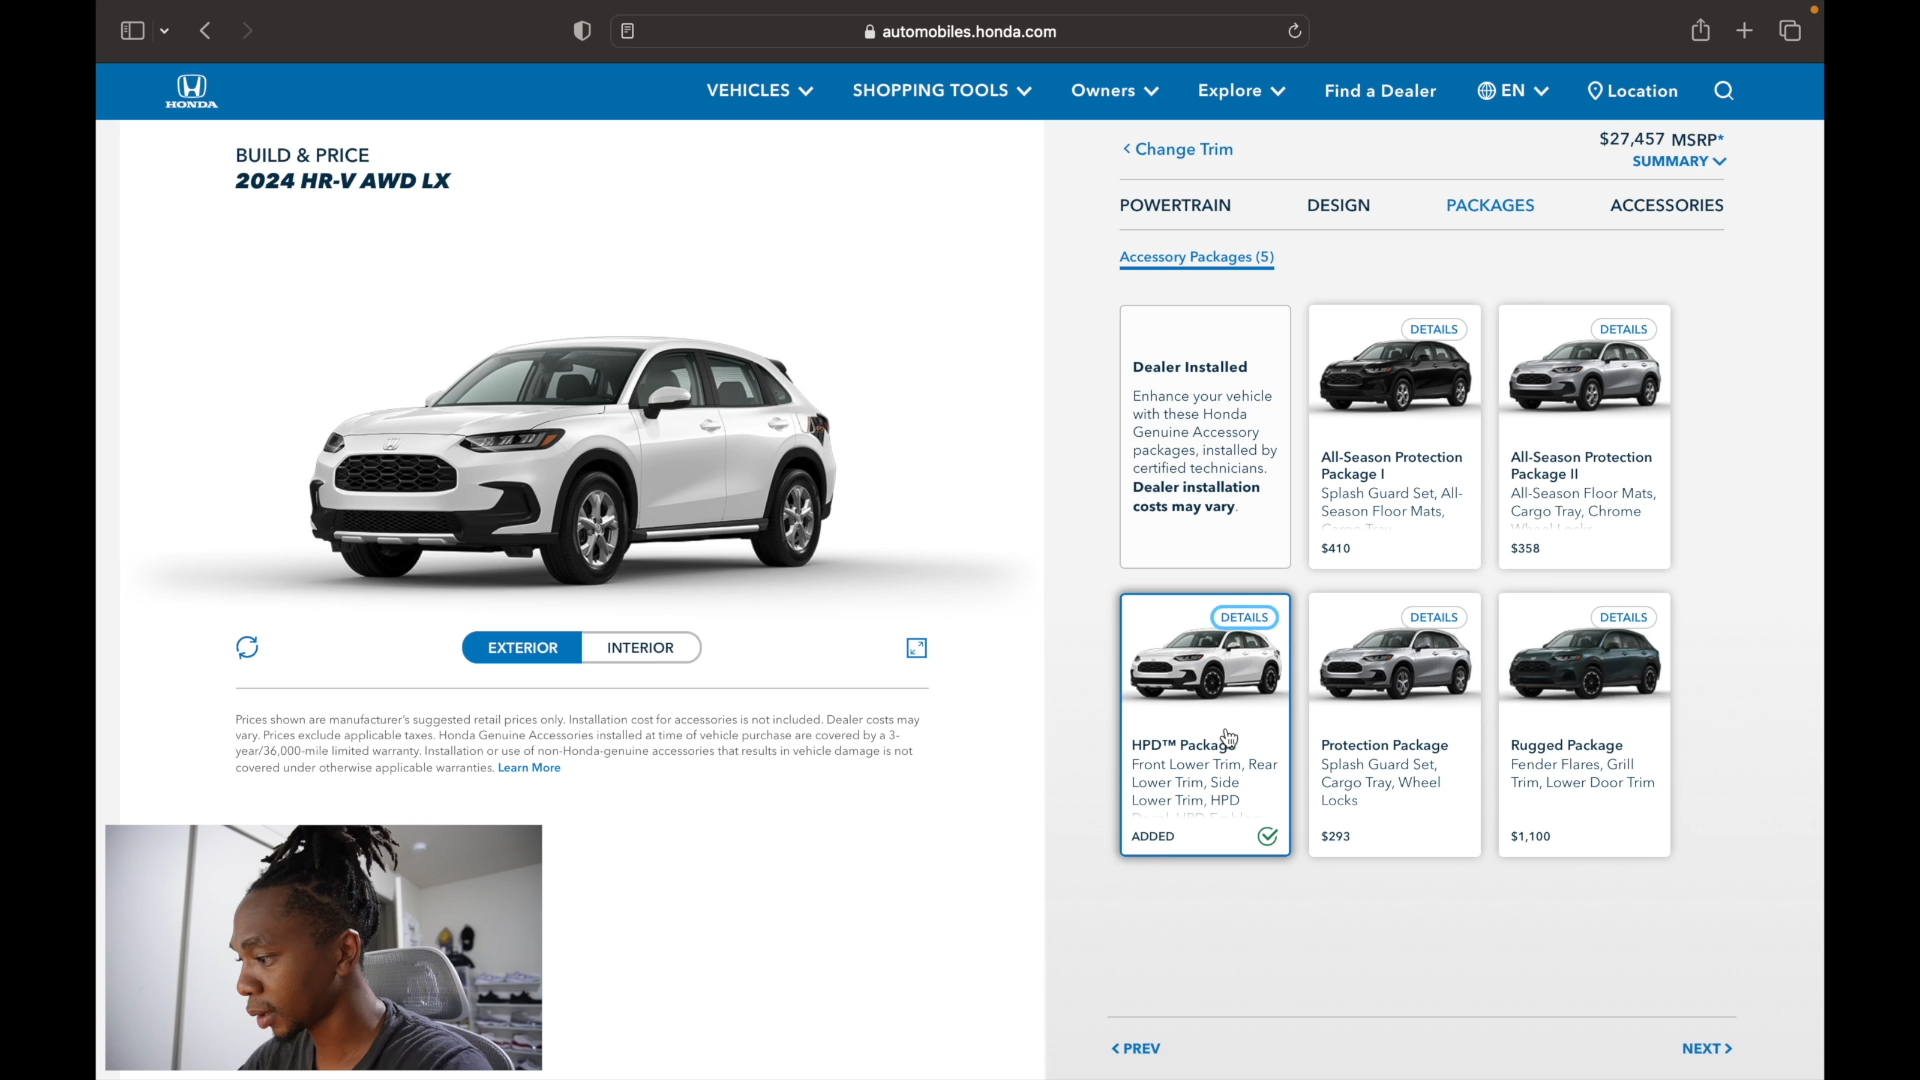 automobiles.honda.com
HONDA
VEHICLES
SHOPPING TOOLS
Owners
Explore
Find a Dealer
EN
Location
BUILD & PRICE
2024 HR-V AWD LX
< Change Trim
$27,457 MSRP*
SUMMARY
POWERTRAIN
DESIGN
PACKAGES
ACCESSORIES
Accessory Packages (5)
Dealer Installed
Enhance your vehicle
with these Honda
Genuine Accessory
packages, installed by
certified technicians.
Dealer installation
costs may vary.
DETAILS
All-Season Protection
Package I
Splash Guard Set, All-
Season Floor Mats,
Cargo Tray,
$410
DETAILS
All-Season Protection
Package II
All-Season Floor Mats,
Cargo Tray, Chrome
Wheel Locks
$358
DETAILS
HPD™ Package
Front Lower Trim, Rear
Lower Trim, Side
Lower Trim, HPD
Decal, HPD Emblem
ADDED
DETAILS
Protection Package
Splash Guard Set,
Cargo Tray, Wheel
Locks
$293
DETAILS
Rugged Package
Fender Flares, Grill
Trim, Lower Door Trim
$1,100
EXTERIOR
INTERIOR
Prices shown are manufacturer's suggested retail prices only. Installation cost for accessories is not included. Dealer costs may
vary. Prices exclude applicable taxes. Honda Genuine Accessories installed at time of vehicle purchase are covered by a 3-
year/36,000-mile limited warranty. Installation or use of non-Honda-genuine accessories that results in vehicle damage is not
covered under otherwise applicable warranties. Learn More
< PREV
NEXT >